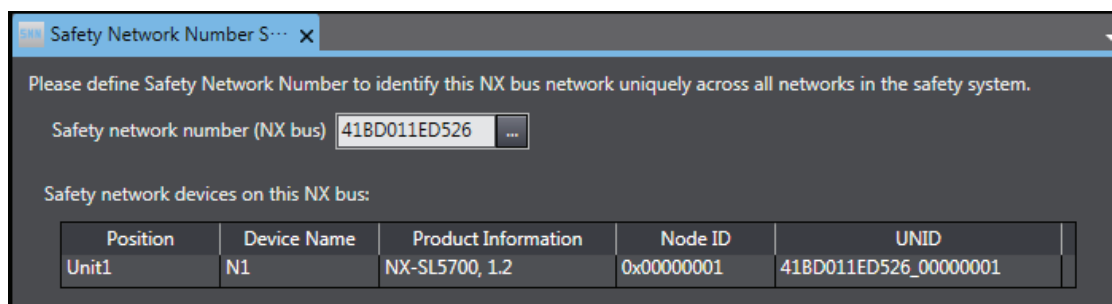 SNN Safety Network Number S··· x
Please define Safety Network Number to identify this NX bus network uniquely across all networks in the safety system.
Safety network number (NX bus) 41BD011ED526 ...
Safety network devices on this NX bus:
Position Device Name Product Information Node ID UNID
Unit1 N1 NX-SL5700, 1.2 0x00000001 41BD011ED526_00000001